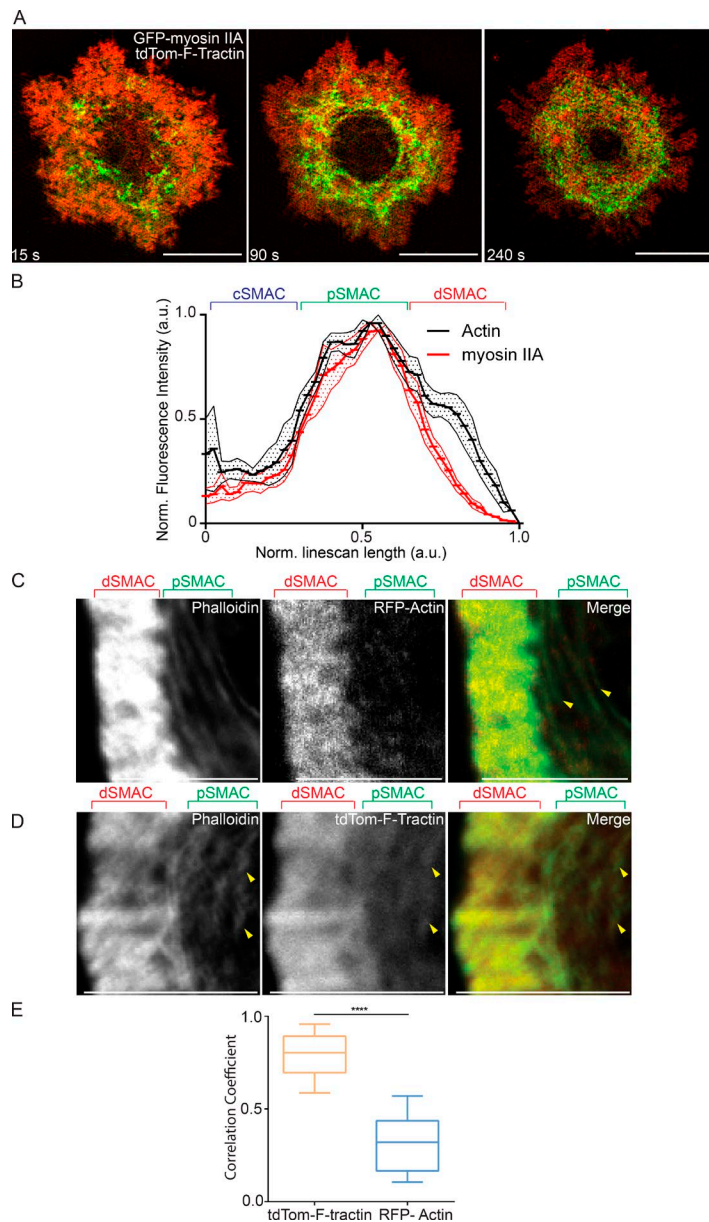 A
GFP-myosin IIA
tdTom-F-Tractin
15 s
90 s
240 s
B
cSMAC pSMAC dSMAC
Norm. Fluorescence Intensity (a.u.)
1.0
0.5
0
Actin
myosin IIA
0 0.5 1.0
Norm. linescan length (a.u.)
C
dSMAC pSMAC dSMAC pSMAC dSMAC pSMAC
Phalloidin RFP-Actin Merge
dSMAC pSMAC dSMAC pSMAC dSMAC pSMAC
D
Phalloidin tdTom-F-Tractin Merge
E
Correlation Coefficient
1.0
0.5
0.0
****
tdTom-F-tractin RFP- Actin